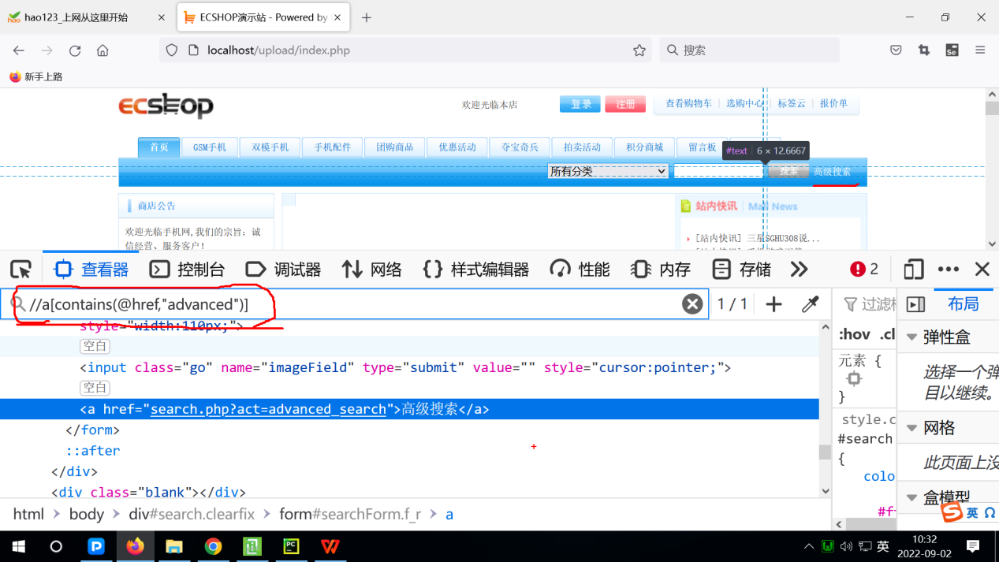 hao123_上网从这里开始
ECSHOP演示站 - Powered by
localhost/upload/index.php
搜索
新手上路
ecshop
欢迎光临本店
登录
注册
查看购物车
选购中心
标签云
报价单
首页
GSM手机
双模手机
手机配件
团购商品
优惠活动
夺宝奇兵
拍卖活动
积分商城
留言板
#text 6 × 12.6667
所有分类
搜索
高级搜索
商店公告
站内快讯
欢迎光临手机网,我们的宗旨：诚
信经营、服务客户！
[站内快讯] 三星SGHU308说...
查看器
控制台
调试器
网络
{} 样式编辑器
性能
内存
存储
2
//a[contains(@href,"advanced")]
1 / 1
布局
style="width:110px;">
空白
<input class="go" name="imageField" type="submit" value="" style="cursor:pointer;">
空白
<a href="search.php?act=advanced_search">高级搜索</a>
</form>
::after
</div>
<div class="blank"></div>
:hov .cl
元素 {
}
style.c
#search
{
colo
#f
弹性盒
选择一个弹
目以继续。
网格
此页面上没
盒模型
html > body > div#search.clearfix > form#searchForm.f_r > a
英
英
10:32
2022-09-02